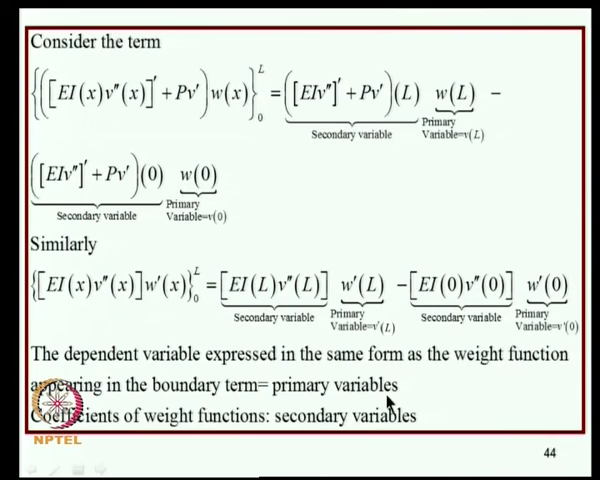 Consider the term
{([EI(x)v″(x)]′ + Pv′)w(x)}₀ᴸ = ([EIv″]′ + Pv′)(L) w(L) −
Secondary variable Primary Variable=v(L)
([EIv″]′ + Pv′)(0) w(0)
Secondary variable Primary Variable=v(0)
Similarly
{[EI(x)v″(x)]w′(x)}₀ᴸ = [EI(L)v″(L)] w′(L) − [EI(0)v″(0)] w′(0)
Secondary variable Primary Variable=v′(L) Secondary variable Primary Variable=v′(0)
The dependent variable expressed in the same form as the weight function
appearing in the boundary term= primary variables
Coefficients of weight functions: secondary variables
NPTEL
44